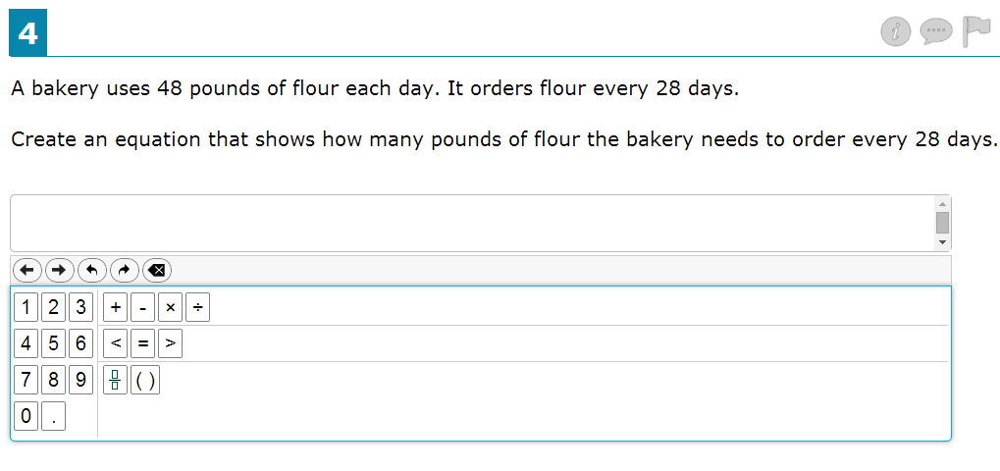 4
A bakery uses 48 pounds of flour each day. It orders flour every 28 days.
Create an equation that shows how many pounds of flour the bakery needs to order every 28 days.
1 2 3 + - × ÷
4 5 6 < = >
7 8 9 ( )
0 .